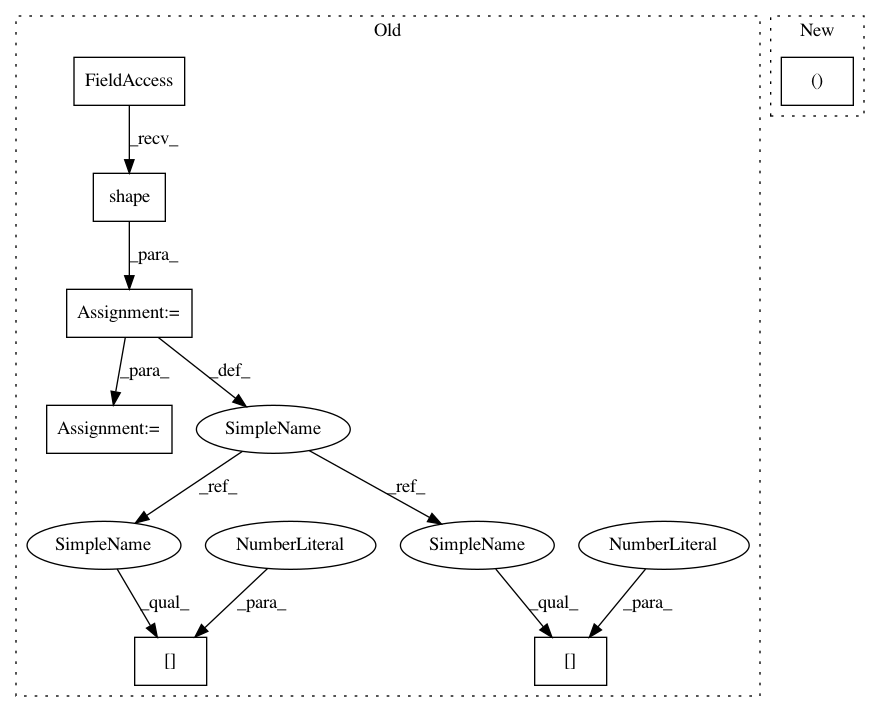 Old
New
FieldAccess
()
_recv_
shape
_para_
Assignment:=
_para_
_def_
Assignment:=
SimpleName
_ref_
_ref_
SimpleName
NumberLiteral
SimpleName
NumberLiteral
_qual_
_para_
_qual_
_para_
[]
[]